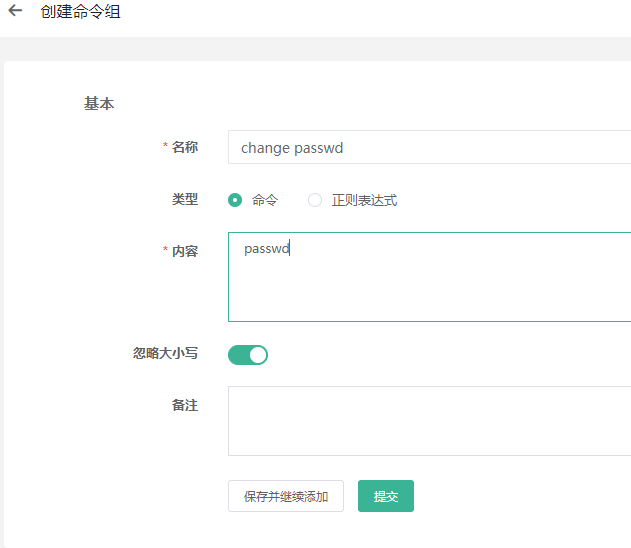 创建命令组
基本
* 名称 change passwd
类型 命令 正则表达式
* 内容 passwd
忽略大小写
备注
保存并继续添加 提交